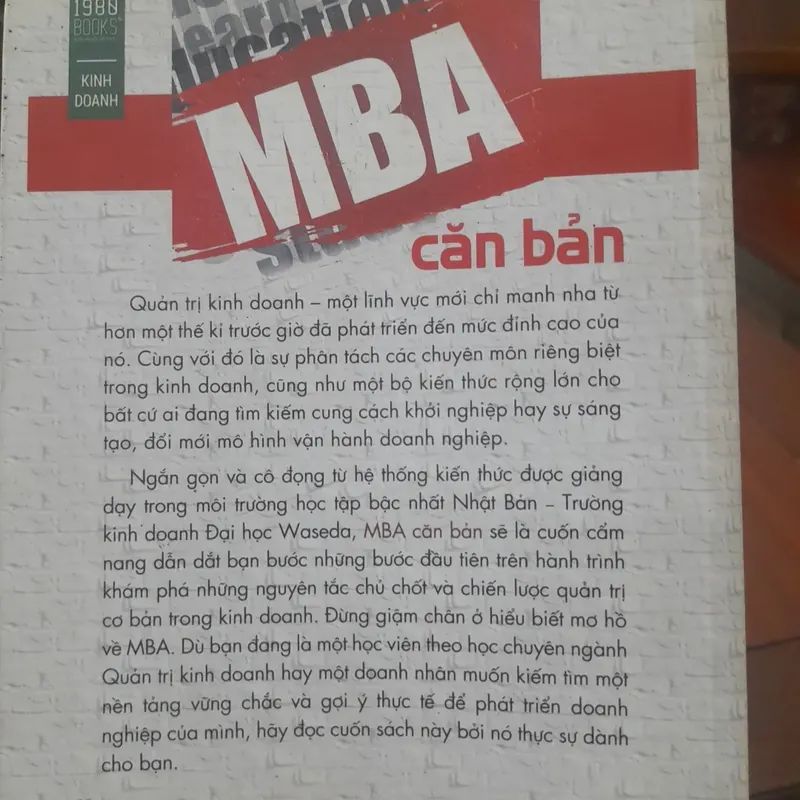 1980
BOOKS
KINH
DOANH
learn
education
MBA
căn bản
Quản trị kinh doanh – một lĩnh vực mới chỉ manh nha từ
hơn một thế kỉ trước giờ đã phát triển đến mức đỉnh cao của
nó. Cùng với đó là sự phân tách các chuyên môn riêng biệt
trong kinh doanh, cũng như một bộ kiến thức rộng lớn cho
bất cứ ai đang tìm kiếm cung cách khởi nghiệp hay sự sáng
tạo, đổi mới mô hình vận hành doanh nghiệp.
Ngắn gọn và cô đọng từ hệ thống kiến thức được giảng
dạy trong môi trường học tập bậc nhất Nhật Bản – Trường
kinh doanh Đại học Waseda, MBA căn bản sẽ là cuốn cẩm
nang dẫn dắt bạn bước những bước đầu tiên trên hành trình
khám phá những nguyên tắc chủ chốt và chiến lược quản trị
cơ bản trong kinh doanh. Đừng giậm chân ở hiểu biết mơ hồ
về MBA. Dù bạn đang là một học viên theo học chuyên ngành
Quản trị kinh doanh hay một doanh nhân muốn kiếm tìm một
nền tảng vững chắc và gợi ý thực tế để phát triển doanh
nghiệp của mình, hãy đọc cuốn sách này bởi nó thực sự dành
cho bạn.